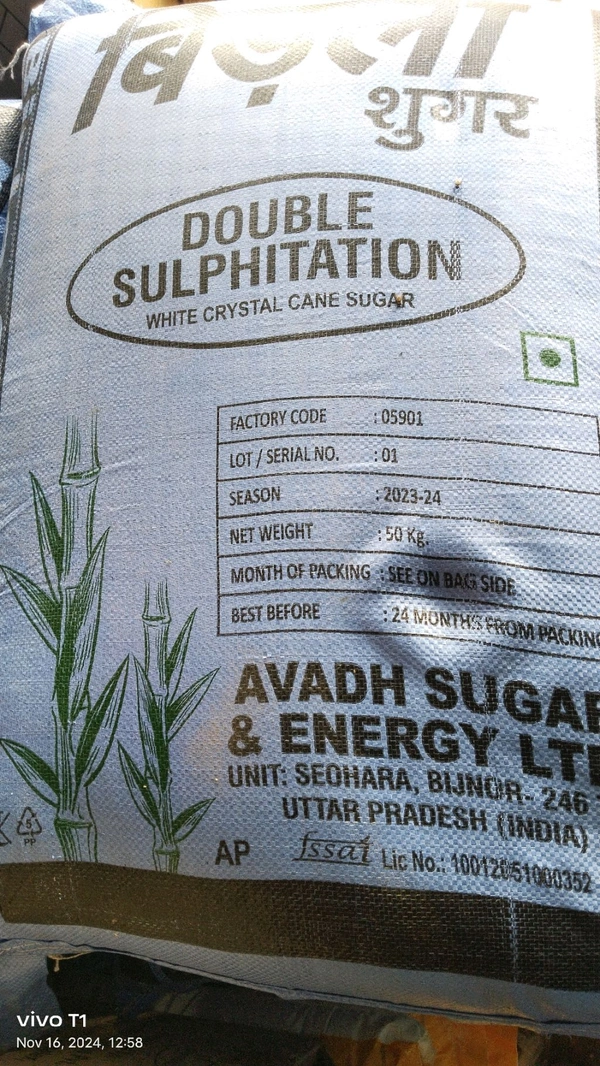 बिड़ला
शुगर
DOUBLE
SULPHITATION
WHITE CRYSTAL CANE SUGAR
FACTORY CODE : 05901
LOT / SERIAL NO. : 01
SEASON : 2023-24
NET WEIGHT : 50 Kg.
MONTH OF PACKING : SEE ON BAG SIDE
BEST BEFORE : 24 MONTHS FROM PACKING
AVADH SUGAR
& ENERGY LTD
UNIT: SEOHARA, BIJNOR- 246
UTTAR PRADESH (INDIA)
PP
AP fssai Lic No.: 10012051000352
vivo T1
Nov 16, 2024, 12:58